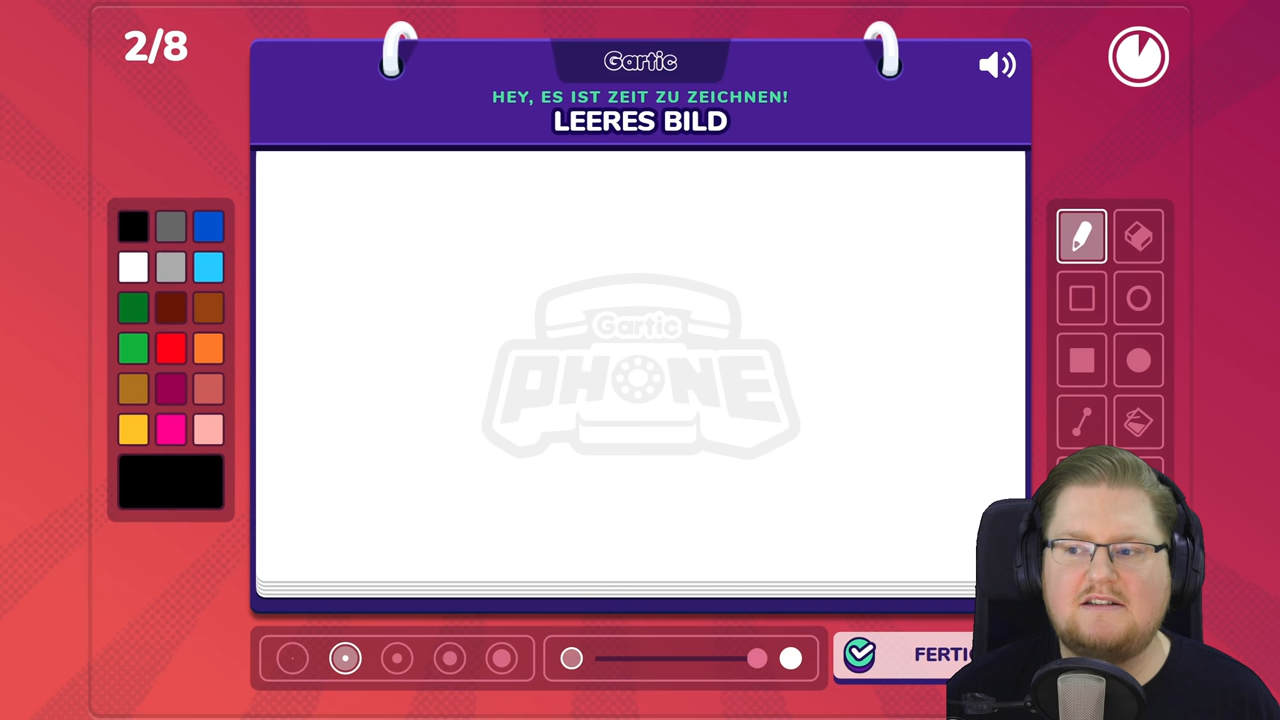 2/8
Gartic
HEY, ES IST ZEIT ZU ZEICHNEN!
LEERES BILD
Gartic
PHONE
FERTIG